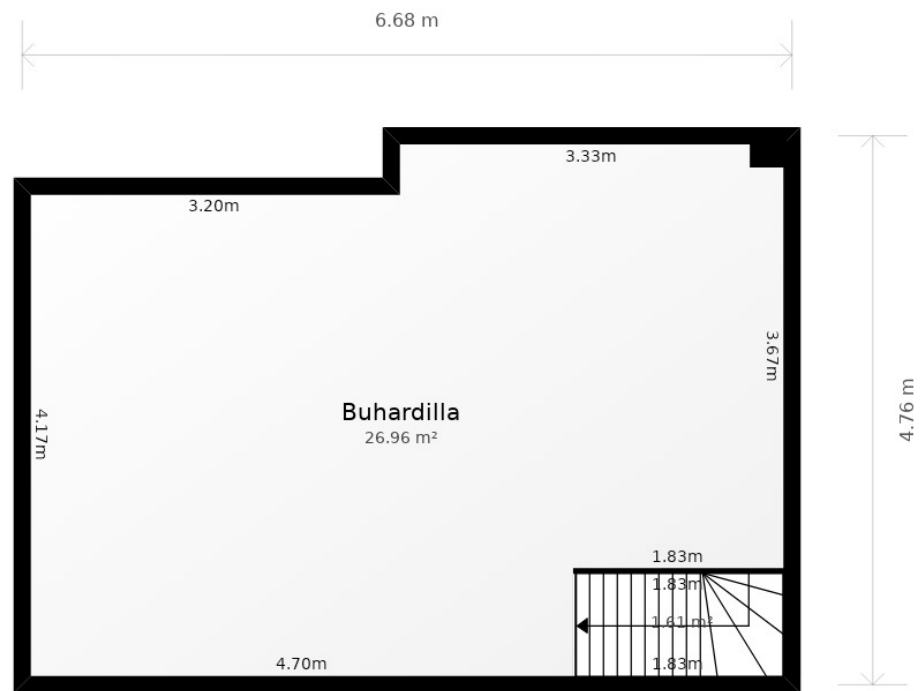 6.68 m
3.33m
3.20m
3.67m
4.76 m
4.17m
Buhardilla
26.96 m²
1.83m
1.83m
1.61 m²
4.70m
1.83m